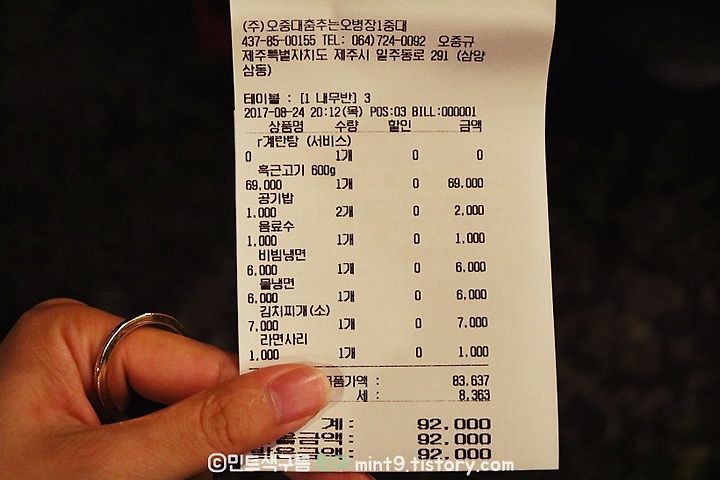 (주)오중대춤추는오병장1중대
437-85-00155 TEL: 064)724-0092 오중규
제주특별자치도 제주시 일주동로 291 (삼양
삼동)
테이블 : [1 내무반] 3
2017-08-24 20:12(목) POS:03 BILL:000001
상품명 수량 할인 금액
r계란탕 (서비스)
0 1개 0 0
흑근고기 600g
69,000 1개 0 69,000
공기밥
1,000 2개 0 2,000
음료수
1,000 1개 0 1,000
비빔냉면
6,000 1개 0 6,000
물냉면
6,000 1개 0 6,000
김치찌개(소)
7,000 1개 0 7,000
라면사리
1,000 1개 0 1,000
품가액 : 83,637
세 : 8,363
계: 92,000
을금액: 92,000
받은금액: 92,000
©민트색구름 mint9.tistory.com